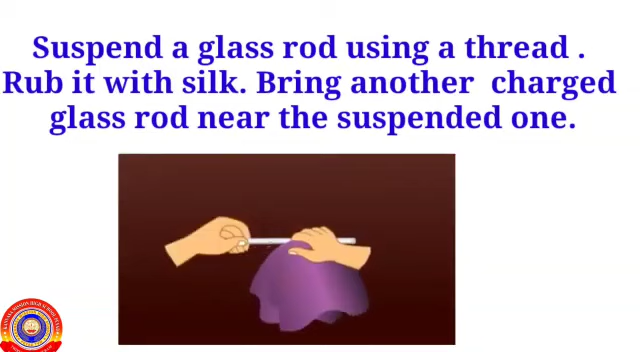 Suspend a glass rod using a thread .
Rub it with silk. Bring another charged
glass rod near the suspended one.